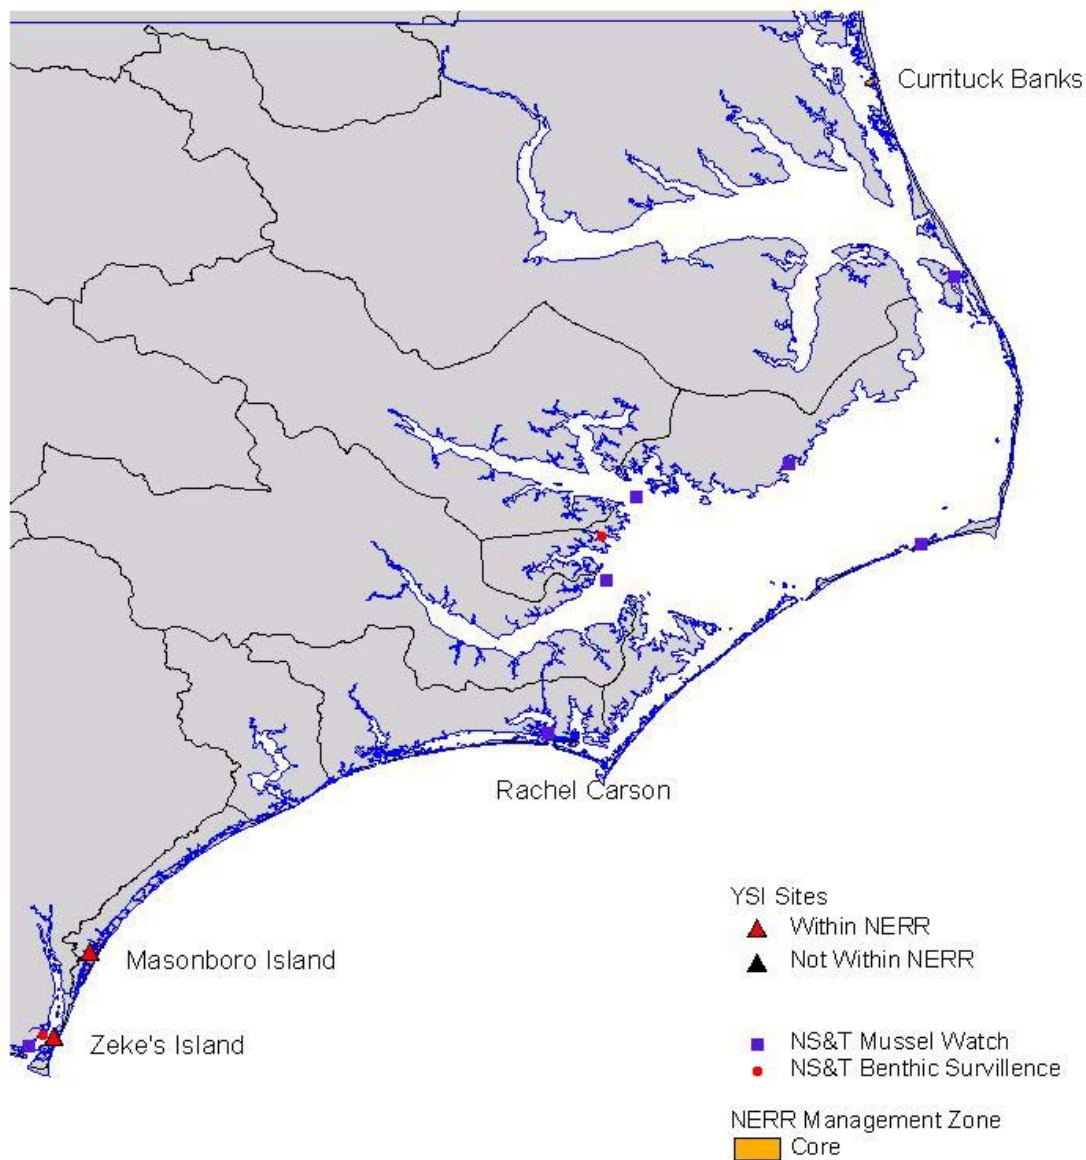 Currituck Banks
Rachel Carson
Masonboro Island
Zeke's Island
YSI Sites
Within NERR
Not Within NERR
NS&T Mussel Watch
NS&T Benthic Survillence
NERR Management Zone
Core